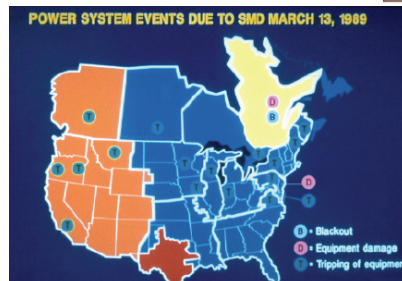 POWER SYSTEM EVENTS DUE TO SMD MARCH 13, 1989
T
D
B
T
T
T
T
T
T
D
T
B = Blackout
D = Equipment damage
T = Tripping of equipmen